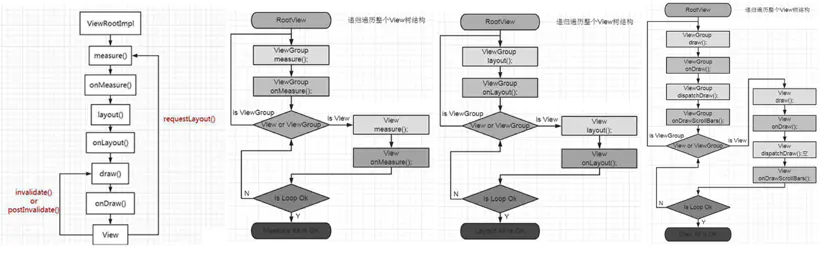 ViewRootImpl
measure()
onMeasure()
layout()
onLayout()
draw()
onDraw()
View
requestLayout()
invalidate()
or
postInvalidate()
RootView
递归遍历整个View树结构
ViewGroup
measure();
ViewGroup
onMeasure();
is ViewGroup
View or ViewGroup
is View
View
measure();
View
onMeasure();
N
is Loop Ok
Y
RootView
递归遍历整个View树结构
ViewGroup
layout();
ViewGroup
onLayout();
is ViewGroup
View or ViewGroup
is View
View
layout();
View
onLayout();
N
is Loop Ok
Y
RootView
递归遍历整个View树结构
ViewGroup
draw();
ViewGroup
onDraw();
ViewGroup
dispatchDraw();
ViewGroup
onDrawScrollBars();
is ViewGroup
View or ViewGroup
is View
View
draw();
View
onDraw();
View
dispatchDraw();空
View
onDrawScrollBars();
N
is Loop Ok
Y